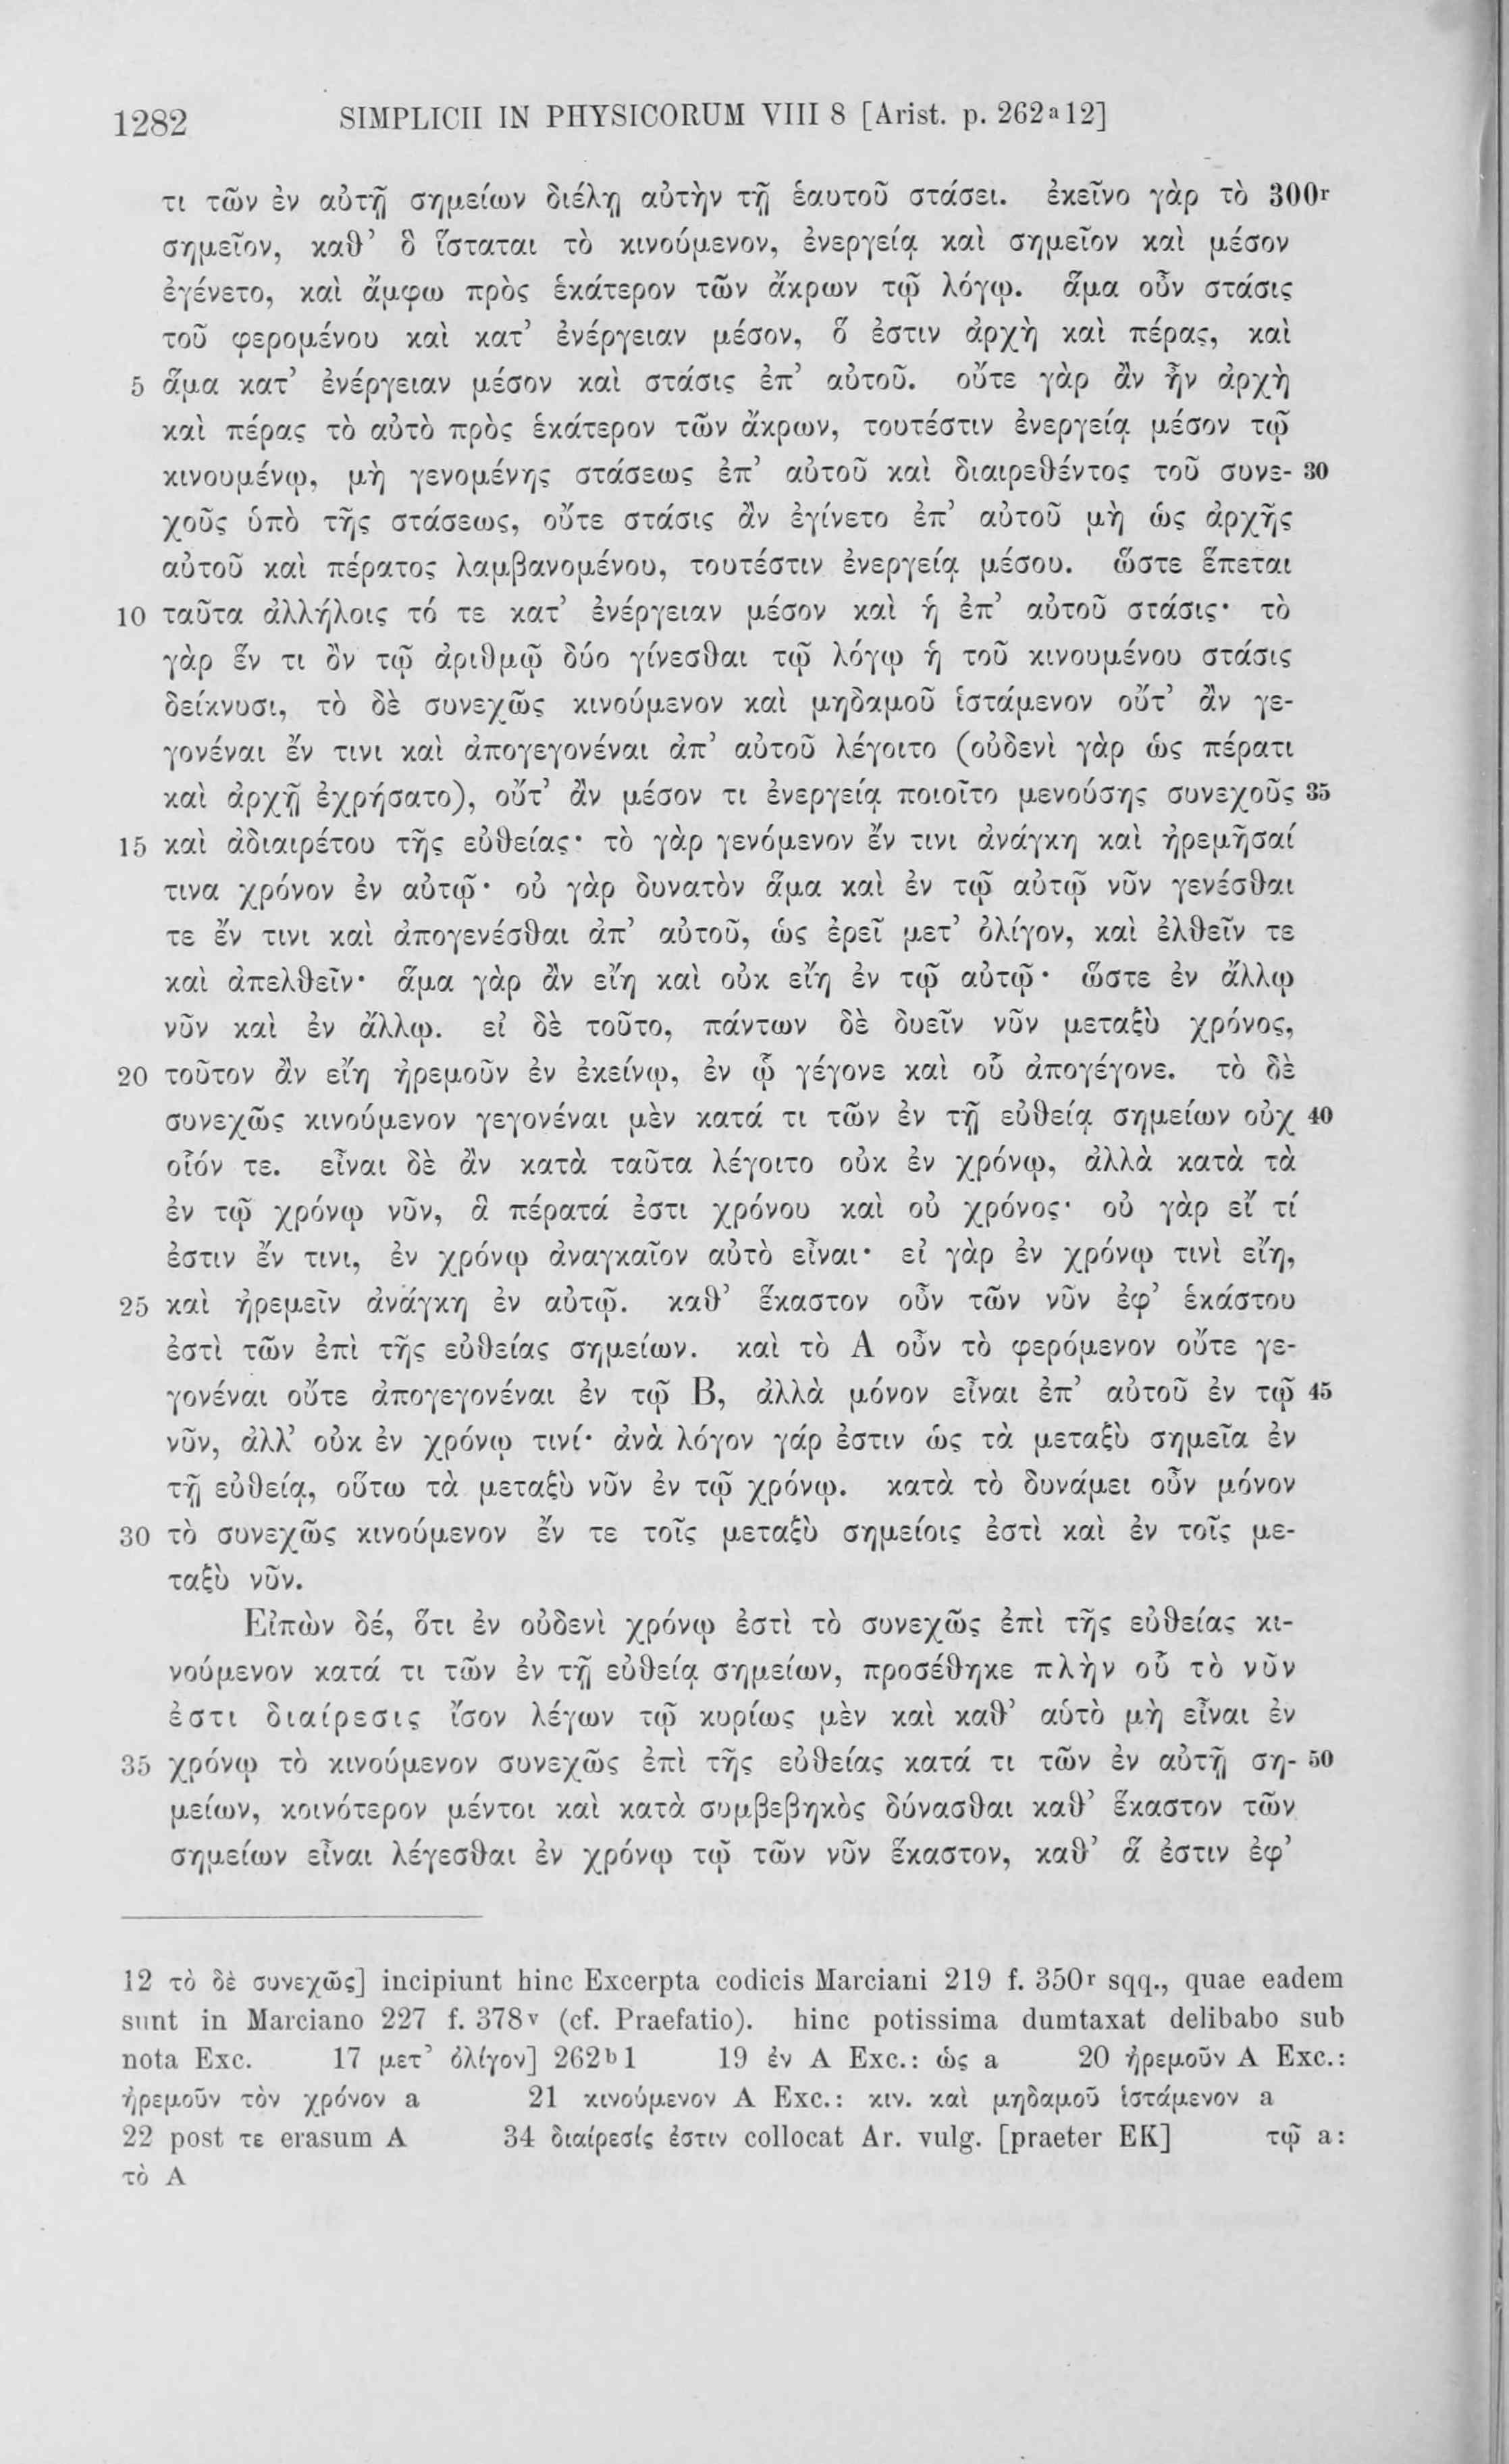 1282 SIMPLICII IN PHYSICORUM VIII 8 [Arist. p. 262a12]
τι τῶν ἐν αὐτῇ σημείων διέλῃ αὐτὴν τῇ ἑαυτοῦ στάσει. ἐκεῖνο γὰρ τὸ 300r
σημεῖον, καθ’ ὃ ἵσταται τὸ κινούμενον, ἐνεργείᾳ καὶ σημεῖον καὶ μέσον
ἐγένετο, καὶ ἄμφω πρὸς ἑκάτερον τῶν ἄκρων τῷ λόγῳ. ἅμα οὖν στάσις
τοῦ φερομένου καὶ κατ’ ἐνέργειαν μέσον, ὅ ἐστιν ἀρχὴ καὶ πέρας, καὶ
5 ἅμα κατ’ ἐνέργειαν μέσον καὶ στάσις ἐπ’ αὐτοῦ. οὔτε γὰρ ἂν ἦν ἀρχὴ
καὶ πέρας τὸ αὐτὸ πρὸς ἑκάτερον τῶν ἄκρων, τουτέστιν ἐνεργείᾳ μέσον τῷ
κινουμένῳ, μὴ γενομένης στάσεως ἐπ’ αὐτοῦ καὶ διαιρεθέντος τοῦ συνε- 30
χοῦς ὑπὸ τῆς στάσεως, οὔτε στάσις ἂν ἐγίνετο ἐπ’ αὐτοῦ μὴ ὡς ἀρχῆς
αὐτοῦ καὶ πέρατος λαμβανομένου, τουτέστιν ἐνεργείᾳ μέσου. ὥστε ἕπεται
10 ταῦτα ἀλλήλοις τό τε κατ’ ἐνέργειαν μέσον καὶ ἡ ἐπ’ αὐτοῦ στάσις· τὸ
γὰρ ἕν τι ὂν τῷ ἀριθμῷ δύο γίνεσθαι τῷ λόγῳ ἡ τοῦ κινουμένου στάσις
δείκνυσι, τὸ δὲ συνεχῶς κινούμενον καὶ μηδαμοῦ ἱστάμενον οὔτ’ ἂν γε-
γονέναι ἔν τινι καὶ ἀπογεγονέναι ἀπ’ αὐτοῦ λέγοιτο (οὐδενὶ γὰρ ὡς πέρατι
καὶ ἀρχῇ ἐχρήσατο), οὔτ’ ἂν μέσον τι ἐνεργείᾳ ποιοῖτο μενούσης συνεχοῦς 35
15 καὶ ἀδιαιρέτου τῆς εὐθείας· τὸ γὰρ γενόμενον ἔν τινι ἀνάγκη καὶ ἠρεμῆσαί
τινα χρόνον ἐν αὐτῷ· οὐ γὰρ δυνατὸν ἅμα καὶ ἐν τῷ αὐτῷ νῦν γενέσθαι
τε ἔν τινι καὶ ἀπογενέσθαι ἀπ’ αὐτοῦ, ὡς ἐρεῖ μετ’ ὀλίγον, καὶ ἐλθεῖν τε
καὶ ἀπελθεῖν· ἅμα γὰρ ἂν εἴη καὶ οὐκ εἴη ἐν τῷ αὐτῷ· ὥστε ἐν ἄλλῳ
νῦν καὶ ἐν ἄλλῳ. εἰ δὲ τοῦτο, πάντων δὲ δυεῖν νῦν μεταξὺ χρόνος,
20 τοῦτον ἂν εἴη ἠρεμοῦν ἐν ἐκείνῳ, ἐν ᾧ γέγονε καὶ οὗ ἀπογέγονε. τὸ δὲ
συνεχῶς κινούμενον γεγονέναι μὲν κατά τι τῶν ἐν τῇ εὐθείᾳ σημείων οὐχ 40
οἷόν τε. εἶναι δὲ ἂν κατὰ ταῦτα λέγοιτο οὐκ ἐν χρόνῳ, ἀλλὰ κατὰ τὰ
ἐν τῷ χρόνῳ νῦν, ἃ πέρατά ἐστι χρόνου καὶ οὐ χρόνος· οὐ γὰρ εἴ τί
ἐστιν ἔν τινι, ἐν χρόνῳ ἀναγκαῖον αὐτὸ εἶναι· εἰ γὰρ ἐν χρόνῳ τινὶ εἴη,
25 καὶ ἠρεμεῖν ἀνάγκη ἐν αὐτῷ. καθ’ ἕκαστον οὖν τῶν νῦν ἐφ’ ἑκάστου
ἐστὶ τῶν ἐπὶ τῆς εὐθείας σημείων. καὶ τὸ Α οὖν τὸ φερόμενον οὔτε γε-
γονέναι οὔτε ἀπογεγονέναι ἐν τῷ Β, ἀλλὰ μόνον εἶναι ἐπ’ αὐτοῦ ἐν τῷ 45
νῦν, ἀλλ’ οὐκ ἐν χρόνῳ τινί· ἀνὰ λόγον γάρ ἐστιν ὡς τὰ μεταξὺ σημεῖα ἐν
τῇ εὐθείᾳ, οὕτω τὰ μεταξὺ νῦν ἐν τῷ χρόνῳ. κατὰ τὸ δυνάμει οὖν μόνον
30 τὸ συνεχῶς κινούμενον ἔν τε τοῖς μεταξὺ σημείοις ἐστὶ καὶ ἐν τοῖς με-
ταξὺ νῦν.
Εἰπὼν δέ, ὅτι ἐν οὐδενὶ χρόνῳ ἐστὶ τὸ συνεχῶς ἐπὶ τῆς εὐθείας κι-
νούμενον κατά τι τῶν ἐν τῇ εὐθείᾳ σημείων, προσέθηκε πλὴν οὗ τὸ νῦν
ἐστι διαίρεσις ἴσον λέγων τῷ κυρίως μὲν καὶ καθ’ αὑτὸ μὴ εἶναι ἐν
35 χρόνῳ τὸ κινούμενον συνεχῶς ἐπὶ τῆς εὐθείας κατά τι τῶν ἐν αὐτῇ ση- 50
μείων, κοινότερον μέντοι καὶ κατὰ συμβεβηκὸς δύνασθαι καθ’ ἕκαστον τῶν
σημείων εἶναι λέγεσθαι ἐν χρόνῳ τῷ τῶν νῦν ἕκαστον, καθ’ ἅ ἐστιν ἐφ’
12 τὸ δὲ συνεχῶς] incipiunt hinc Excerpta codicis Marciani 219 f. 350r sqq., quae eadem
sunt in Marciano 227 f. 378v (cf. Praefatio). hinc potissima dumtaxat delibabo sub
nota Exc. 17 μετ’ ὀλίγον] 262b1 19 ἐν A Exc.: ὡς a 20 ἠρεμοῦν A Exc.:
ἠρεμοῦν τὸν χρόνον a 21 κινούμενον A Exc.: κιν. καὶ μηδαμοῦ ἱστάμενον a
22 post τε erasum A 34 διαίρεσίς ἐστιν collocat Ar. vulg. [praeter EK] τῷ a:
τὸ A